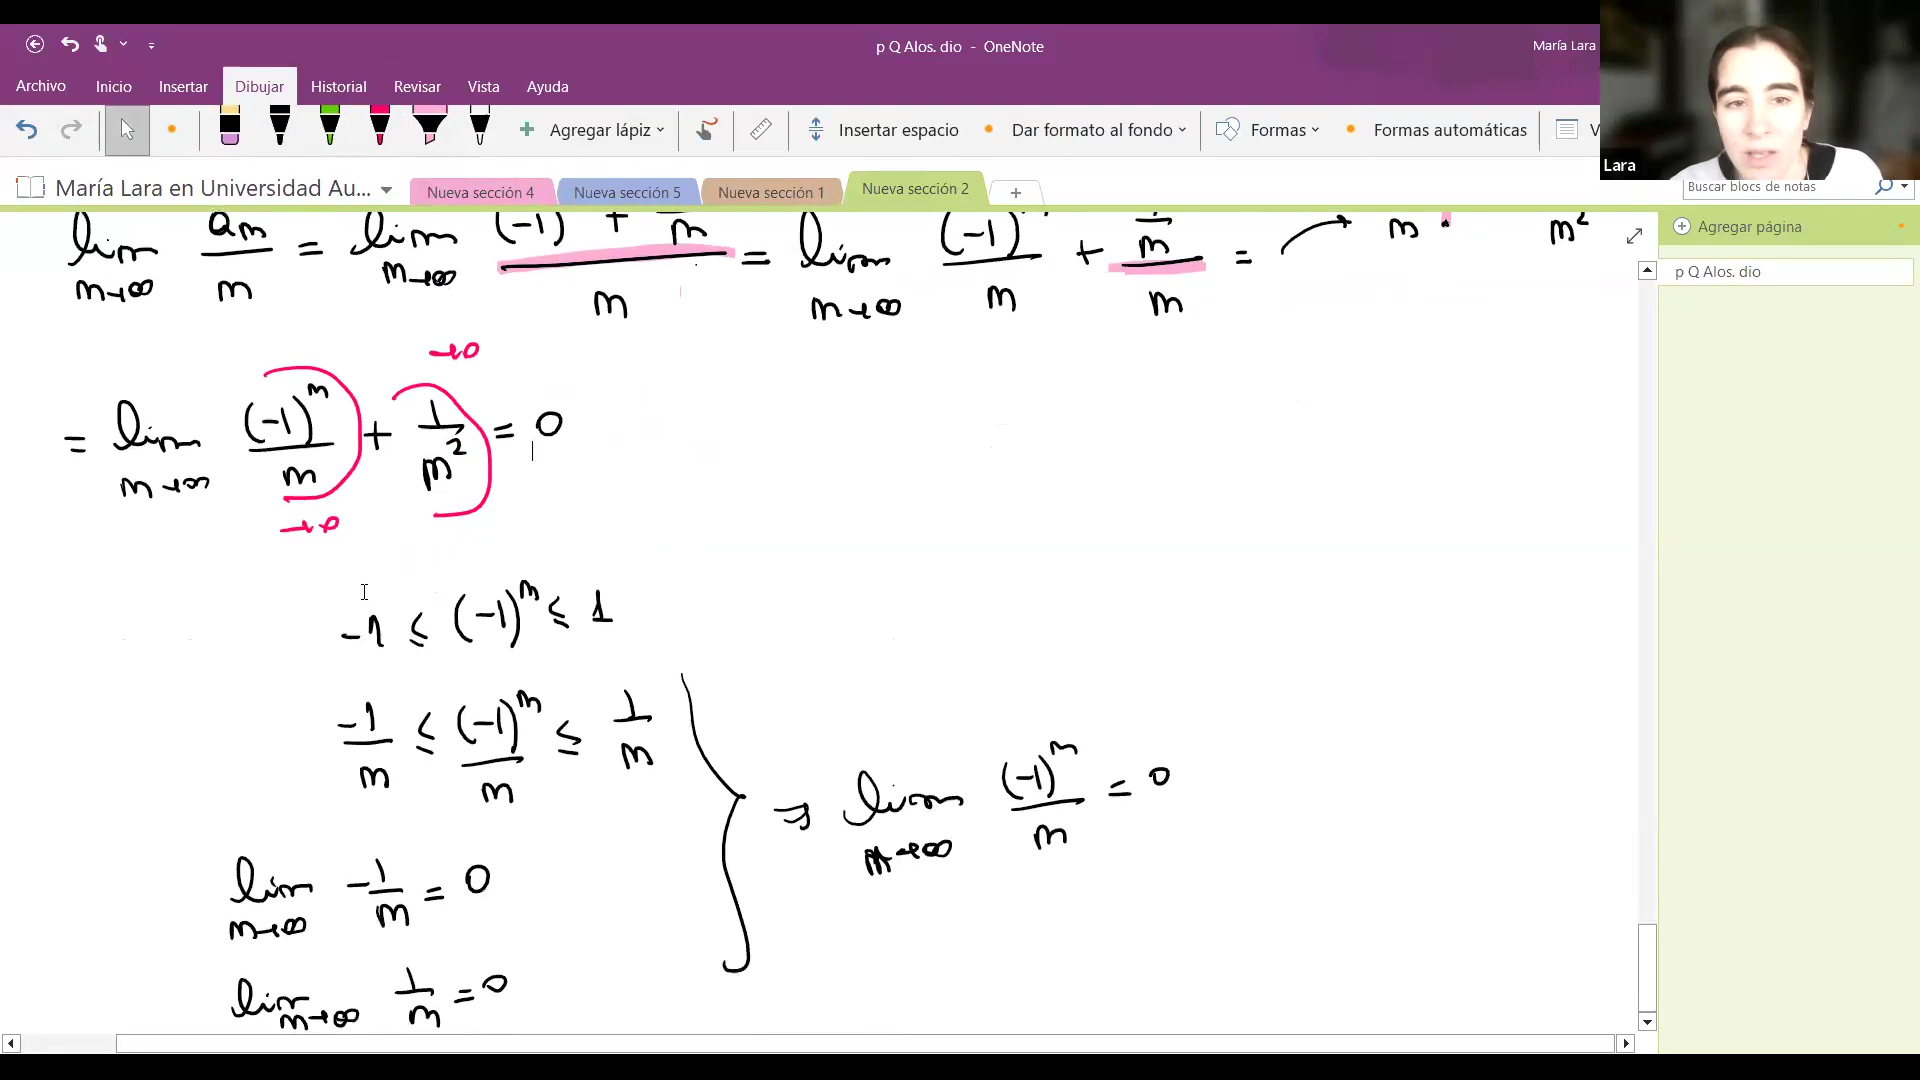 p Q Alos. dio - OneNote
María Lara
Archivo Inicio Insertar Dibujar Historial Revisar Vista Ayuda
Agregar lápiz Insertar espacio Dar formato al fondo Formas Formas automáticas V
Lara
María Lara en Universidad Au... Nueva sección 4 Nueva sección 5 Nueva sección 1 Nueva sección 2 +
Buscar blocs de notas
Agregar página
p Q Alos. dio
lim m→∞ am/m = lim m→∞ ((-1) + /m)/m = lim m→∞ (-1)/m + (1/m)/m = m m²
→0
= lim m→∞ (-1)^m/m + 1/m² = 0
→0
-1 ≤ (-1)^m ≤ 1
-1/m ≤ (-1)^m/m ≤ 1/m
⇒ lim m→∞ (-1)^m/m = 0
lim m→∞ -1/m = 0
lim m→∞ 1/m = 0